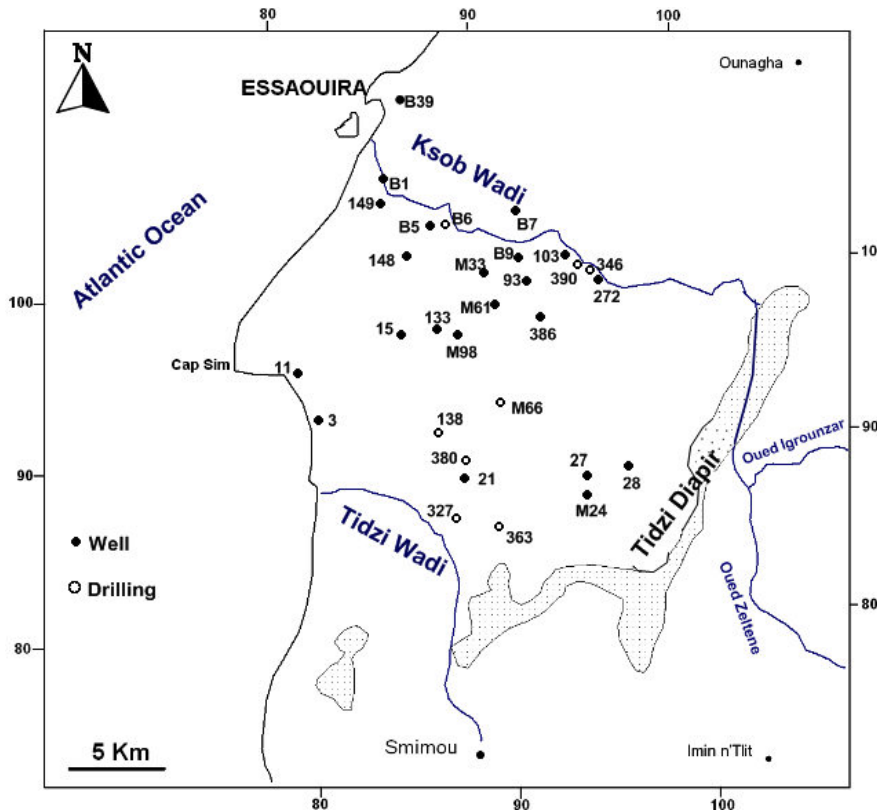 80 90 100
N
Ounagha
ESSAOUIRA
B39
Ksob Wadi
B1
149
B5
B6
B7
Atlantic Ocean
148
M33
B9
103
93
390
346
272
100
100
M61
133
15
M98
386
Cap Sim
11
3
138
M66
90
Oued Igrounzar
380
27
90
21
28
M24
327
363
Tidzi Diapir
Tidzi Wadi
Well
Drilling
Oued Zeltene
80
80
5 Km
Smimou
Imin n'Tlit
80 90 100